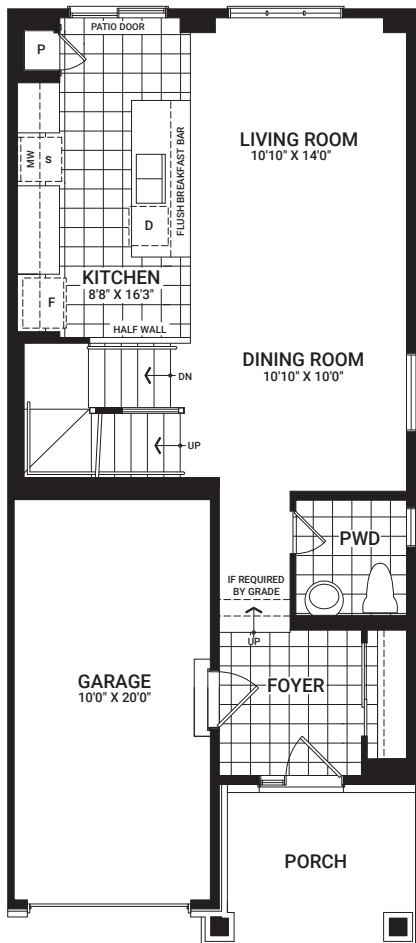 PATIO DOOR
P
LIVING ROOM
10'10" X 14'0"
MW
S
FLUSH BREAKFAST BAR
D
KITCHEN
8'8" X 16'3"
F
HALF WALL
DINING ROOM
10'10" X 10'0"
DN
UP
PWD
IF REQUIRED
BY GRADE
UP
GARAGE
10'0" X 20'0"
FOYER
PORCH